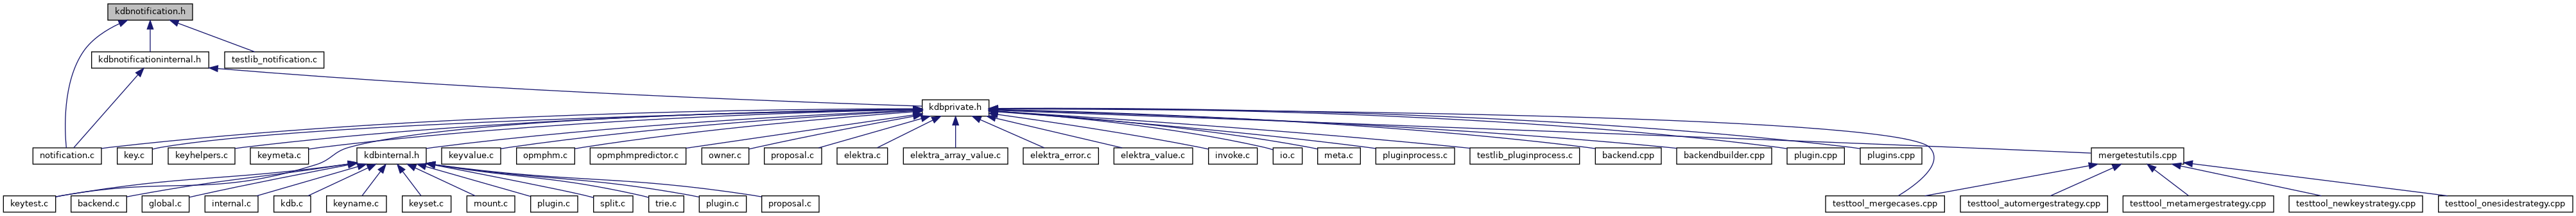 kdbnotification.h
kdbnotificationinternal.h
testlib_notification.c
kdbprivate.h
notification.c
key.c
keyhelpers.c
keymeta.c
kdbinternal.h
keyvalue.c
opmphm.c
opmphmpredictor.c
owner.c
proposal.c
elektra.c
elektra_array_value.c
elektra_error.c
elektra_value.c
invoke.c
io.c
meta.c
pluginprocess.c
testlib_pluginprocess.c
backend.cpp
backendbuilder.cpp
plugin.cpp
plugins.cpp
mergetestutils.cpp
keytest.c
backend.c
global.c
internal.c
kdb.c
keyname.c
keyset.c
mount.c
plugin.c
split.c
trie.c
plugin.c
proposal.c
testtool_mergecases.cpp
testtool_automergestrategy.cpp
testtool_metamergestrategy.cpp
testtool_newkeystrategy.cpp
testtool_onesidestrategy.cpp